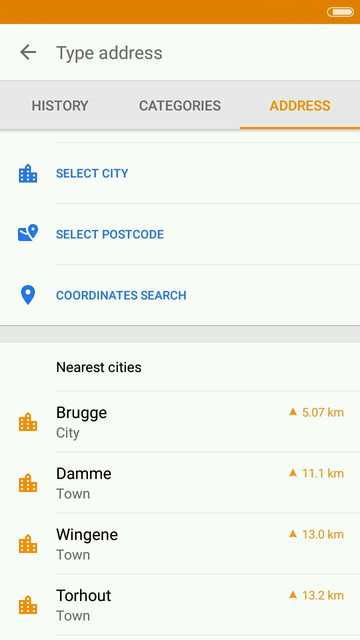 Type address
HISTORY
CATEGORIES
ADDRESS
SELECT CITY
SELECT POSTCODE
COORDINATES SEARCH
Nearest cities
Brugge
5.07 km
City
Damme
11.1 km
Town
Wingene
13.0 km
Town
Torhout
13.2 km
Town